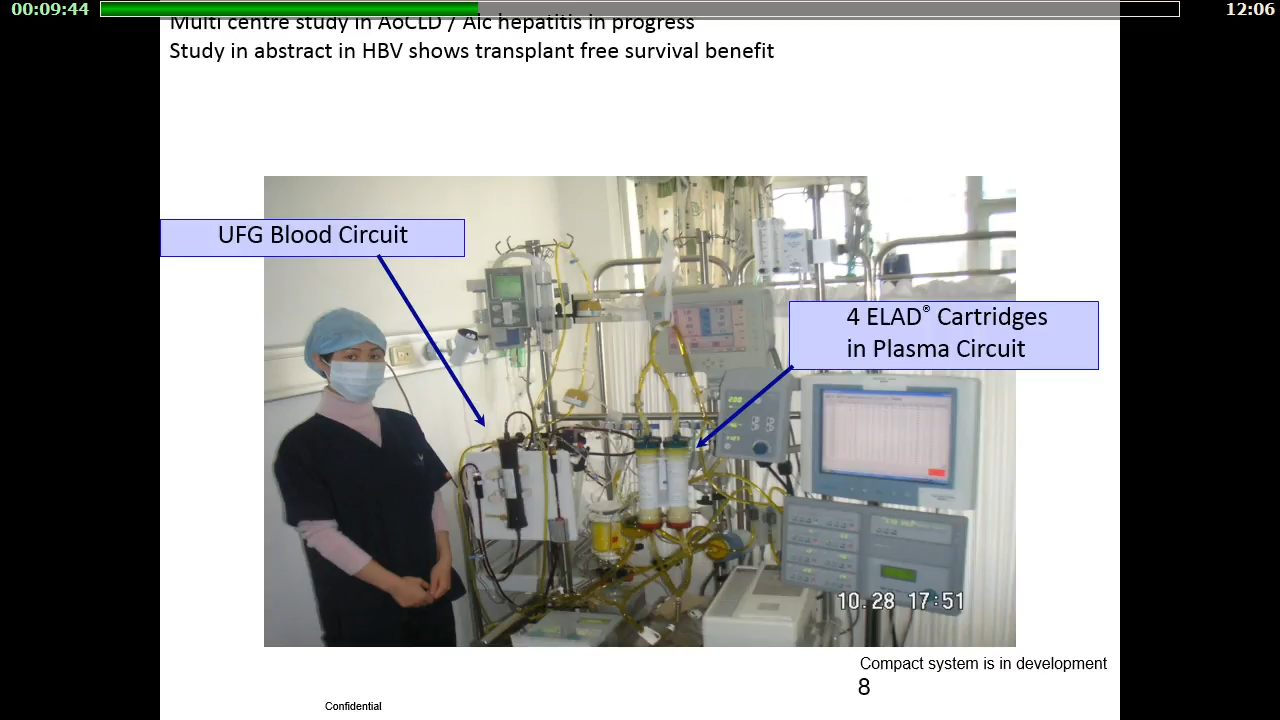 00:09:44
12:06
Multi centre study in AoCLD / Alc hepatitis in progress
Study in abstract in HBV shows transplant free survival benefit
UFG Blood Circuit
4 ELAD® Cartridges
in Plasma Circuit
200
10.28 17:51
Compact system is in development
8
Confidential